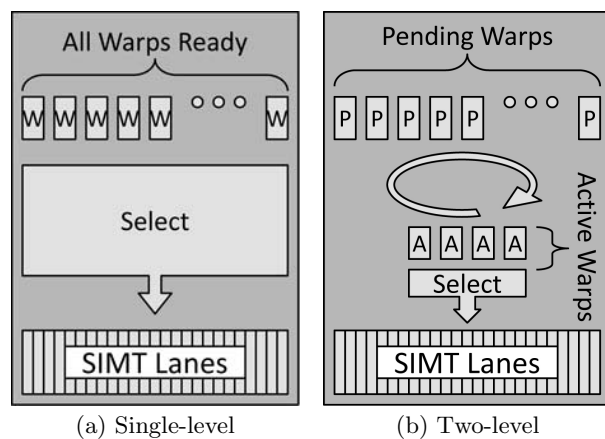 All Warps Ready
W W W W W W
Select
SIMT Lanes
(a) Single-level
Pending Warps
P P P P P P
A A A A
Active Warps
Select
SIMT Lanes
(b) Two-level